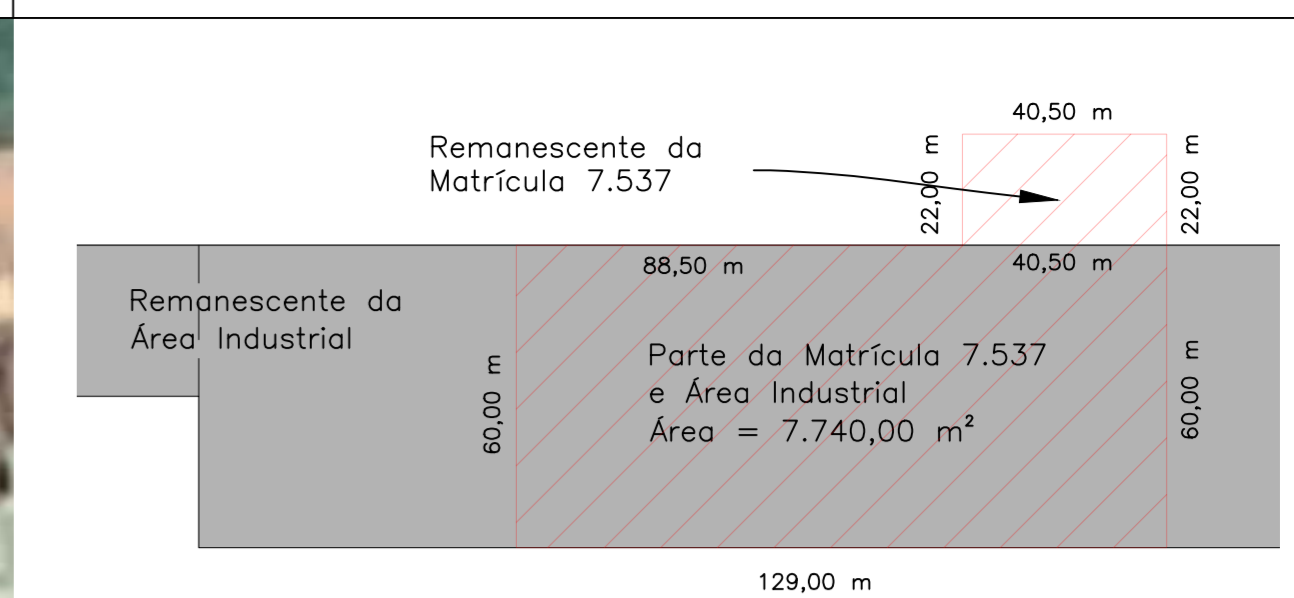 40,50 m
Remanescente da
Matrícula 7.537
22,00 m
22,00 m
88,50 m
40,50 m
Remanescente da
Área Industrial
60,00 m
Parte da Matrícula 7.537
e Área Industrial
Área = 7.740,00 m²
60,00 m
129,00 m